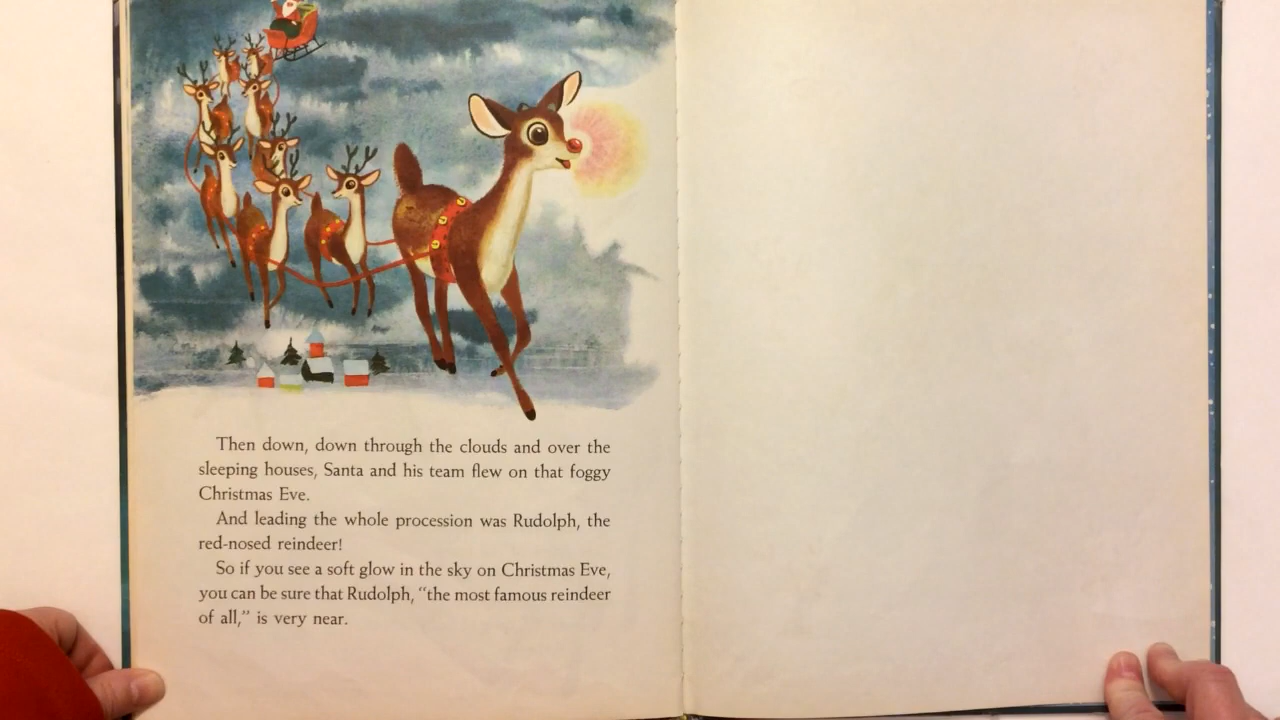 Then down, down through the clouds and over the
sleeping houses, Santa and his team flew on that foggy
Christmas Eve.
And leading the whole procession was Rudolph, the
red-nosed reindeer!
So if you see a soft glow in the sky on Christmas Eve,
you can be sure that Rudolph, “the most famous reindeer
of all,” is very near.